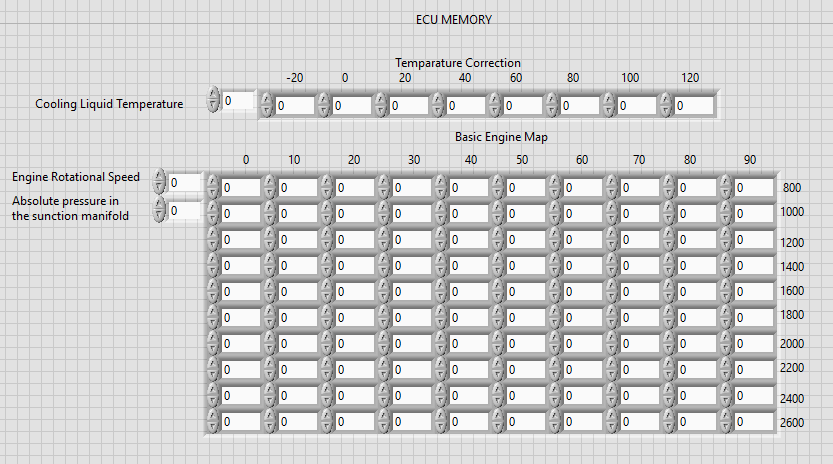 ECU MEMORY
Temparature Correction
-20 0 20 40 60 80 100 120
Cooling Liquid Temperature 0 0 0 0 0 0 0 0 0
Basic Engine Map
0 10 20 30 40 50 60 70 80 90
Engine Rotational Speed 0
Absolute pressure in
the sunction manifold 0
0 0 0 0 0 0 0 0 0 0 800
0 0 0 0 0 0 0 0 0 0 1000
0 0 0 0 0 0 0 0 0 0 1200
0 0 0 0 0 0 0 0 0 0 1400
0 0 0 0 0 0 0 0 0 0 1600
0 0 0 0 0 0 0 0 0 0 1800
0 0 0 0 0 0 0 0 0 0 2000
0 0 0 0 0 0 0 0 0 0 2200
0 0 0 0 0 0 0 0 0 0 2400
0 0 0 0 0 0 0 0 0 0 2600